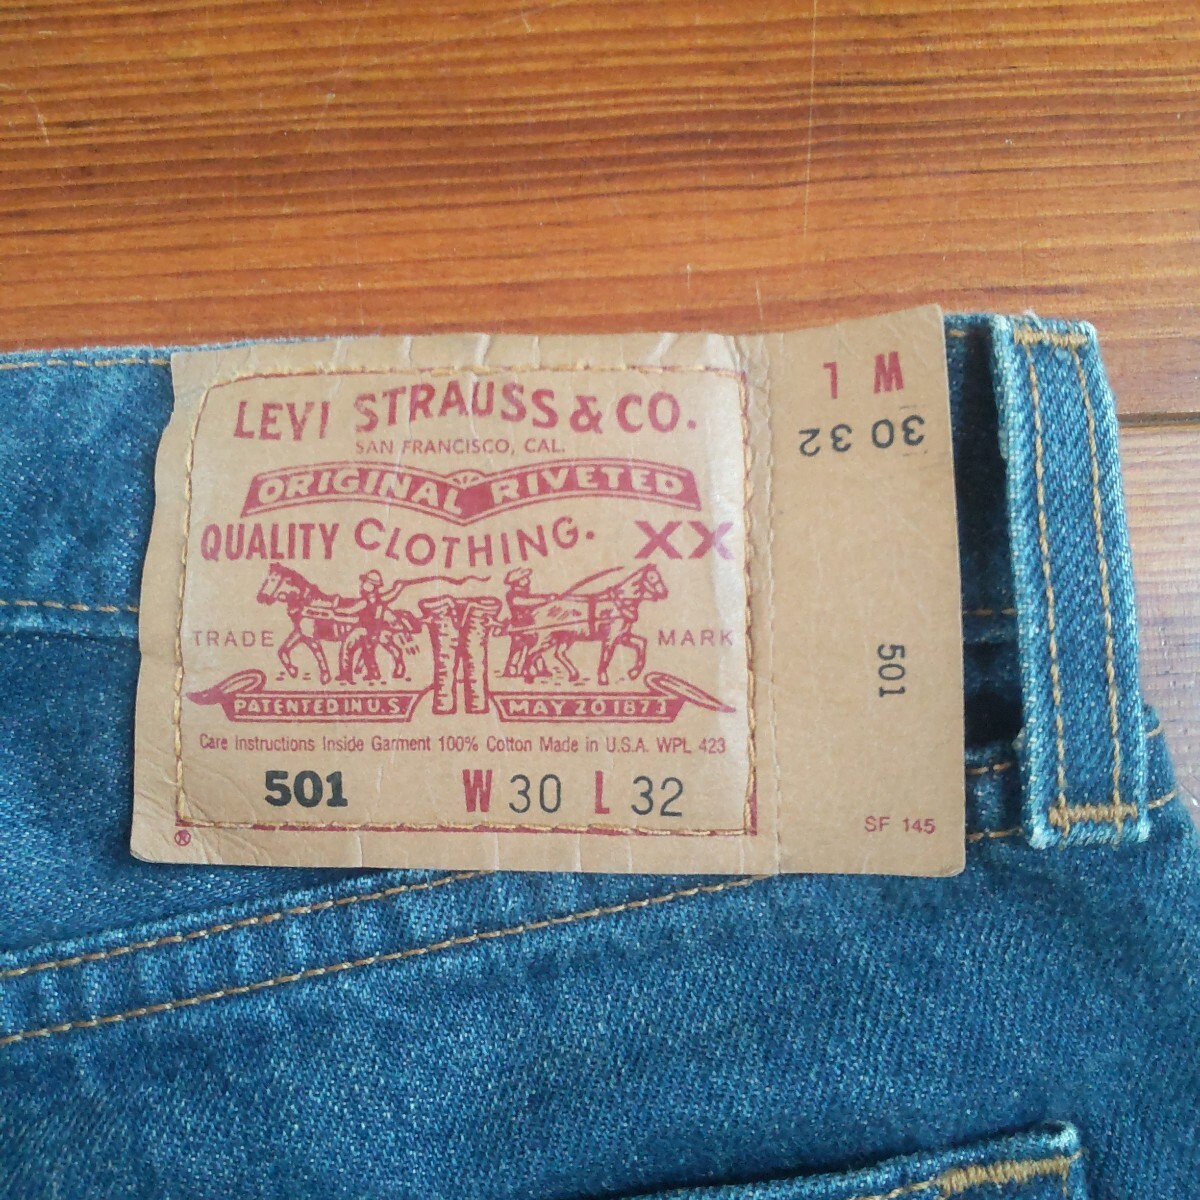 LEVI STRAUSS & CO.
SAN FRANCISCO, CAL.
ORIGINAL RIVETED
QUALITY CLOTHING. XX
TRADE MARK
PATENTED IN U.S. MAY 20 1873
Care Instructions Inside Garment 100% Cotton Made in U.S.A. WPL 423
501 W 30 L 32
®
W L
30 32
501
SF 145